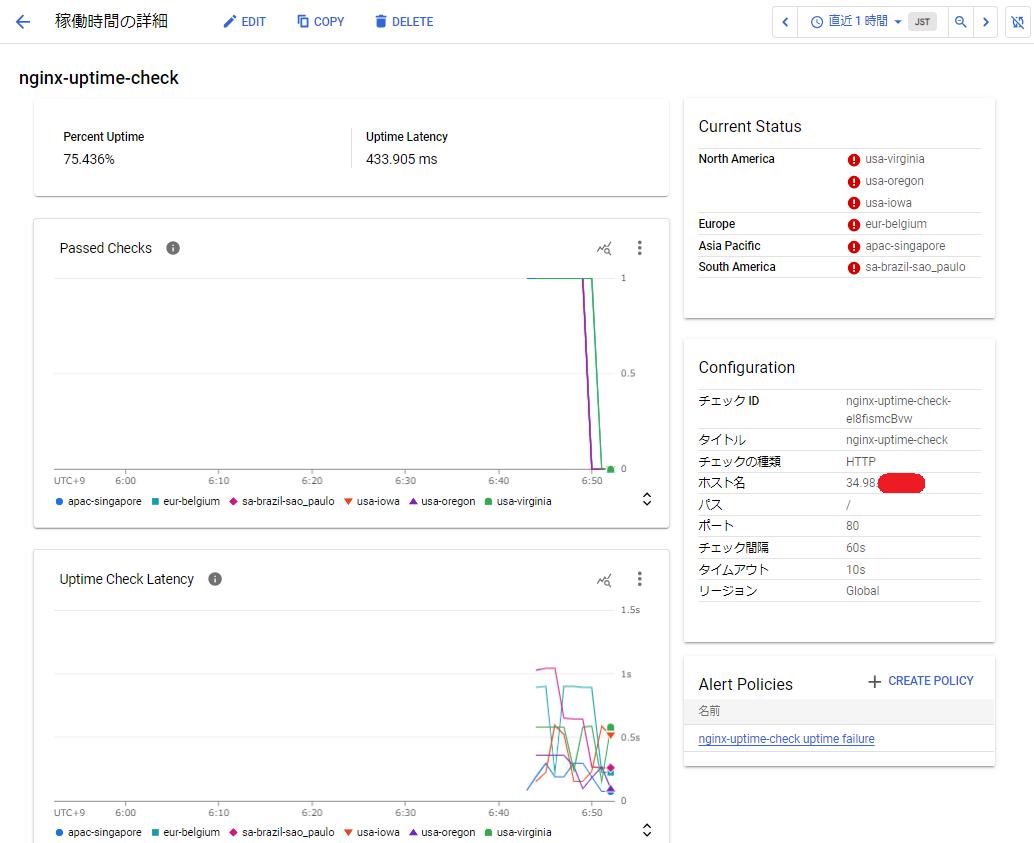 稼働時間の詳細 EDIT COPY DELETE 直近 1 時間 JST
nginx-uptime-check
Percent Uptime
75.436%
Uptime Latency
433.905 ms
Passed Checks
1
0.5
0
UTC+9 6:00 6:10 6:20 6:30 6:40 6:50
apac-singapore eur-belgium sa-brazil-sao_paulo usa-iowa usa-oregon usa-virginia
Uptime Check Latency
1.5s
1s
0.5s
0
UTC+9 6:00 6:10 6:20 6:30 6:40 6:50
apac-singapore eur-belgium sa-brazil-sao_paulo usa-iowa usa-oregon usa-virginia
Current Status
North America usa-virginia
usa-oregon
usa-iowa
Europe eur-belgium
Asia Pacific apac-singapore
South America sa-brazil-sao_paulo
Configuration
チェック ID nginx-uptime-check-
eI8fismcBvw
タイトル nginx-uptime-check
チェックの種類 HTTP
ホスト名 34.98.
パス /
ポート 80
チェック間隔 60s
タイムアウト 10s
リージョン Global
Alert Policies CREATE POLICY
名前
nginx-uptime-check uptime failure